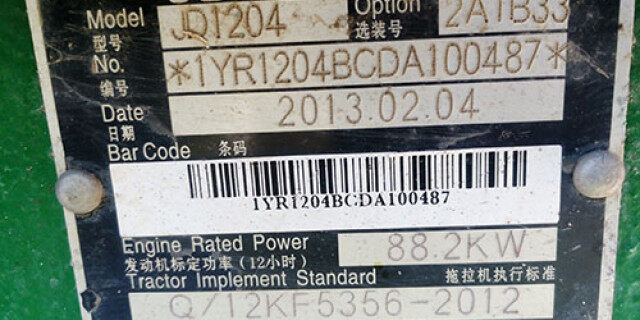 Model JD1204 Option 2A1B33
型号 选装号
No. *1YR1204BCDA100487*
编号
Date 2013.02.04
日期
Bar Code 条码
1YR1204BCDA100487
Engine Rated Power 88.2KW
发动机标定功率(12小时)
Tractor Implement Standard 拖拉机执行标准
Q/12KF5356-2012